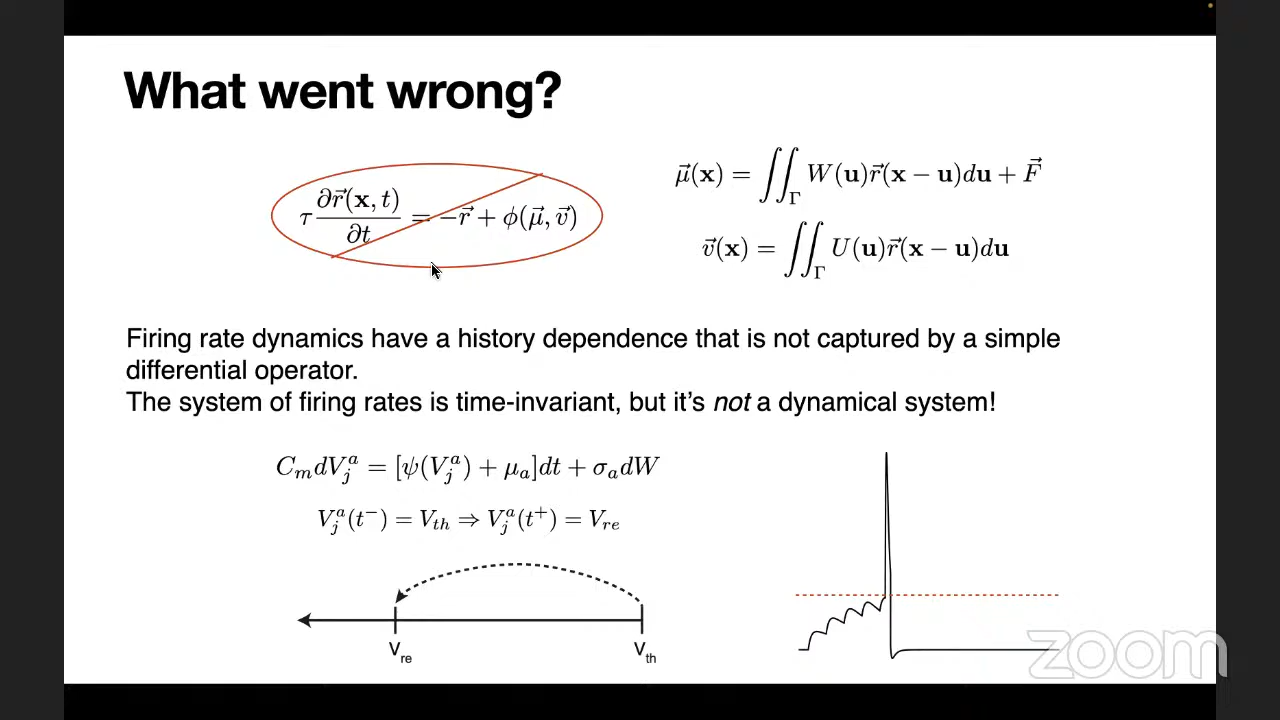 What went wrong?
τ ∂r⃗(x, t)/∂t = −r⃗ + ϕ(μ⃗, v⃗)
μ⃗(x) = ∬_Γ W(u)r⃗(x − u)du + F⃗
v⃗(x) = ∬_Γ U(u)r⃗(x − u)du
Firing rate dynamics have a history dependence that is not captured by a simple
differential operator.
The system of firing rates is time-invariant, but it’s not a dynamical system!
C_m dV_j^a = [ψ(V_j^a) + μ_a]dt + σ_a dW
V_j^a(t^−) = V_th ⇒ V_j^a(t^+) = V_re
V_re
V_th
zoom